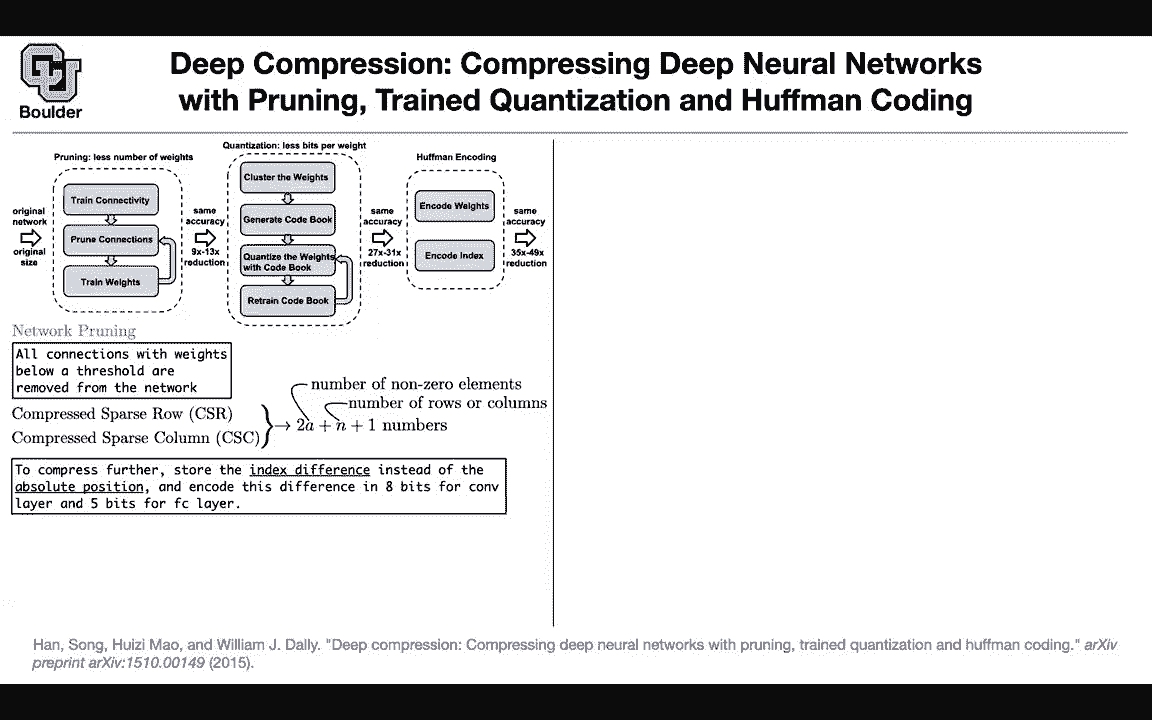 Boulder
Deep Compression: Compressing Deep Neural Networks
with Pruning, Trained Quantization and Huffman Coding
Pruning: less number of weights
Quantization: less bits per weight
Huffman Encoding
original
network
original
size
Train Connectivity
Prune Connections
Train Weights
same
accuracy
9x-13x
reduction
Cluster the Weights
Generate Code Book
Quantize the Weights
with Code Book
Retrain Code Book
same
accuracy
27x-31x
reduction
Encode Weights
Encode Index
same
accuracy
35x-49x
reduction
Network Pruning
All connections with weights
below a threshold are
removed from the network
number of non-zero elements
number of rows or columns
Compressed Sparse Row (CSR)
Compressed Sparse Column (CSC)
→ 2a + n + 1 numbers
To compress further, store the index difference instead of the
absolute position, and encode this difference in 8 bits for conv
layer and 5 bits for fc layer.
Han, Song, Huizi Mao, and William J. Dally. "Deep compression: Compressing deep neural networks with pruning, trained quantization and huffman coding." arXiv
preprint arXiv:1510.00149 (2015).